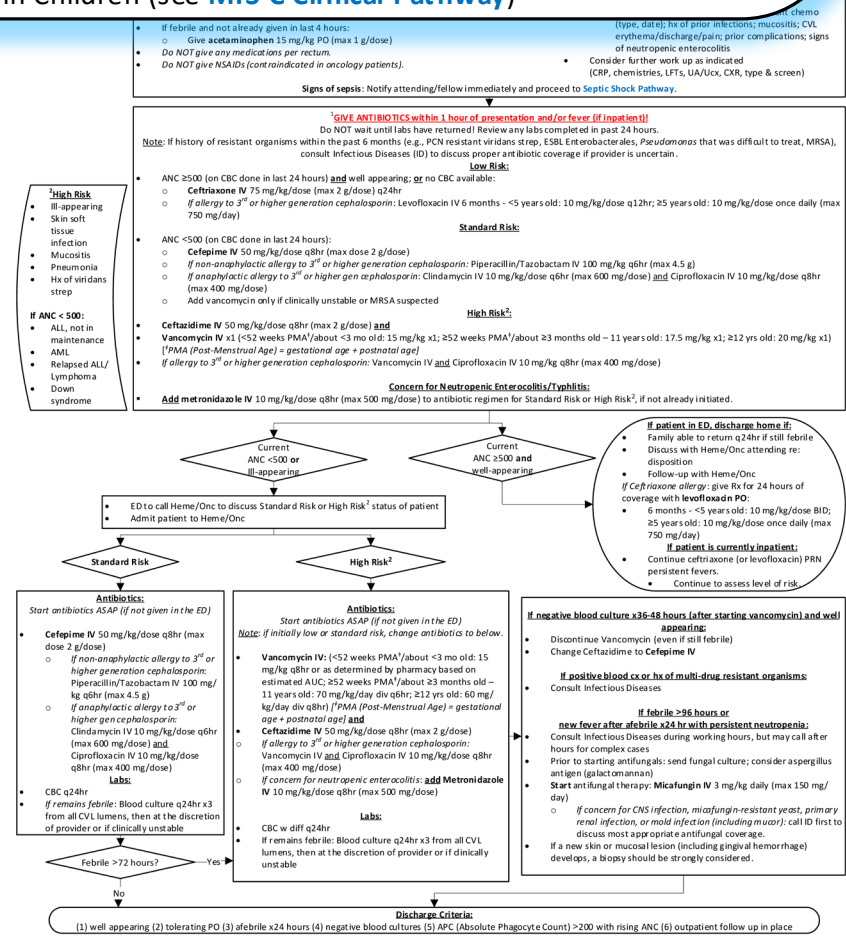 in Children (see MIS-C Clinical Pathway)
• If febrile and not already given in last 4 hours:
o Give acetaminophen 15 mg/kg PO (max 1 g/dose)
• Do NOT give any medications per rectum.
• Do NOT give NSAIDs (contraindicated in oncology patients).
chemo
(type, date); hx of prior infections; mucositis; CVL
erythema/discharge/pain; prior complications; signs
of neutropenic enterocolitis
• Consider further work up as indicated
(CRP, chemistries, LFTs, UA/Ucx, CXR, type & screen)
Signs of sepsis: Notify attending/fellow immediately and proceed to Septic Shock Pathway.
¹GIVE ANTIBIOTICS within 1 hour of presentation and/or fever (if inpatient)!
Do NOT wait until labs have returned! Review any labs completed in past 24 hours.
Note: If history of resistant organisms within the past 6 months (e.g., PCN resistant viridans strep, ESBL Enterobacterales, Pseudomonas that was difficult to treat, MRSA),
consult Infectious Diseases (ID) to discuss proper antibiotic coverage if provider is uncertain.
Low Risk:
• ANC ≥500 (on CBC done in last 24 hours) and well appearing; or no CBC available:
o Ceftriaxone IV 75 mg/kg/dose (max 2 g/dose) q24hr
o If allergy to 3rd or higher generation cephalosporin: Levofloxacin IV 6 months - <5 years old: 10 mg/kg/dose q12hr; ≥5 years old: 10 mg/kg/dose once daily (max
750 mg/day)
Standard Risk:
• ANC <500 (on CBC done in last 24 hours):
o Cefepime IV 50 mg/kg/dose q8hr (max dose 2 g/dose)
o If non-anaphylactic allergy to 3rd or higher generation cephalosporin: Piperacillin/Tazobactam IV 100 mg/kg q6hr (max 4.5 g)
o If anaphylactic allergy to 3rd or higher gen cephalosporin: Clindamycin IV 10 mg/kg/dose q6hr (max 600 mg/dose) and Ciprofloxacin IV 10 mg/kg/dose q8hr
(max 400 mg/dose)
o Add vancomycin only if clinically unstable or MRSA suspected
High Risk²:
• Ceftazidime IV 50 mg/kg/dose q8hr (max 2 g/dose) and
• Vancomycin IV x1 (<52 weeks PMA‡/about <3 mo old: 15 mg/kg x1; ≥52 weeks PMA‡/about ≥3 months old – 11 years old: 17.5 mg/kg x1; ≥12 yrs old: 20 mg/kg x1)
[‡PMA (Post-Menstrual Age) = gestational age + postnatal age]
• If allergy to 3rd or higher generation cephalosporin: Vancomycin IV and Ciprofloxacin IV 10 mg/kg q8hr (max 400 mg/dose)
Concern for Neutropenic Enterocolitis/Typhlitis:
▪ Add metronidazole IV 10 mg/kg/dose q8hr (max 500 mg/dose) to antibiotic regimen for Standard Risk or High Risk², if not already initiated.
²High Risk
• Ill-appearing
• Skin soft
tissue
infection
• Mucositis
• Pneumonia
• Hx of viridans
strep
If ANC < 500:
• ALL, not in
maintenance
• AML
• Relapsed ALL/
Lymphoma
• Down
syndrome
Current
ANC <500 or
Ill-appearing
Current
ANC ≥500 and
well-appearing
If patient in ED, discharge home if:
• Family able to return q24hr if still febrile
• Discuss with Heme/Onc attending re:
disposition
• Follow-up with Heme/Onc
If Ceftriaxone allergy: give Rx for 24 hours of
coverage with levofloxacin PO:
• 6 months - <5 years old: 10 mg/kg/dose BID;
≥5 years old: 10 mg/kg/dose once daily (max
750 mg/day)
If patient is currently inpatient:
• Continue ceftriaxone (or levofloxacin) PRN
persistent fevers.
• Continue to assess level of risk.
• ED to call Heme/Onc to discuss Standard Risk or High Risk² status of patient
• Admit patient to Heme/Onc
Standard Risk
High Risk²
Antibiotics:
Start antibiotics ASAP (if not given in the ED)
• Cefepime IV 50 mg/kg/dose q8hr (max
dose 2 g/dose)
o If non-anaphylactic allergy to 3rd or
higher generation cephalosporin:
Piperacillin/Tazobactam IV 100 mg/
kg q6hr (max 4.5 g)
o If anaphylactic allergy to 3rd or
higher gen cephalosporin:
Clindamycin IV 10 mg/kg/dose q6hr
(max 600 mg/dose) and
Ciprofloxacin IV 10 mg/kg/dose
q8hr (max 400 mg/dose)
Labs:
• CBC q24hr
• If remains febrile: Blood culture q24hr x3
from all CVL lumens, then at the discretion
of provider or if clinically unstable
Antibiotics:
Start antibiotics ASAP (if not given in the ED)
Note: if initially low or standard risk, change antibiotics to below.
• Vancomycin IV: (<52 weeks PMA‡/about <3 mo old: 15
mg/kg q8hr or as determined by pharmacy based on
estimated AUC; ≥52 weeks PMA‡/about ≥3 months old –
11 years old: 70 mg/kg/day div q6hr; ≥12 yrs old: 60 mg/
kg/day div q8hr) [‡PMA (Post-Menstrual Age) = gestational
age + postnatal age] and
• Ceftazidime IV 50 mg/kg/dose q8hr (max 2 g/dose)
o If allergy to 3rd or higher generation cephalosporin:
Vancomycin IV and Ciprofloxacin IV 10 mg/kg q8hr
(max 400 mg/dose)
o If concern for neutropenic enterocolitis: add Metronidazole
IV 10 mg/kg/dose q8hr (max 500 mg/dose)
Labs:
• CBC w diff q24hr
• If remains febrile: Blood culture q24hr x3 from all CVL
lumens, then at the discretion of provider or if clinically
unstable
If negative blood culture x36-48 hours (after starting vancomycin) and well
appearing:
• Discontinue Vancomycin (even if still febrile)
• Change Ceftazidime to Cefepime IV
If positive blood cx or hx of multi-drug resistant organisms:
• Consult Infectious Diseases
If febrile >96 hours or
new fever after afebrile x24 hr with persistent neutropenia:
• Consult Infectious Diseases during working hours, but may call after
hours for complex cases
• Prior to starting antifungals: send fungal culture; consider aspergillus
antigen (galactomannan)
• Start antifungal therapy: Micafungin IV 3 mg/kg daily (max 150 mg/
day)
o If concern for CNS infection, micafungin-resistant yeast, primary
renal infection, or mold infection (including mucor): call ID first to
discuss most appropriate antifungal coverage.
• If a new skin or mucosal lesion (including gingival hemorrhage)
develops, a biopsy should be strongly considered.
Febrile >72 hours?
Yes
No
Discharge Criteria:
(1) well appearing (2) tolerating PO (3) afebrile x24 hours (4) negative blood cultures (5) APC (Absolute Phagocyte Count) >200 with rising ANC (6) outpatient follow up in place